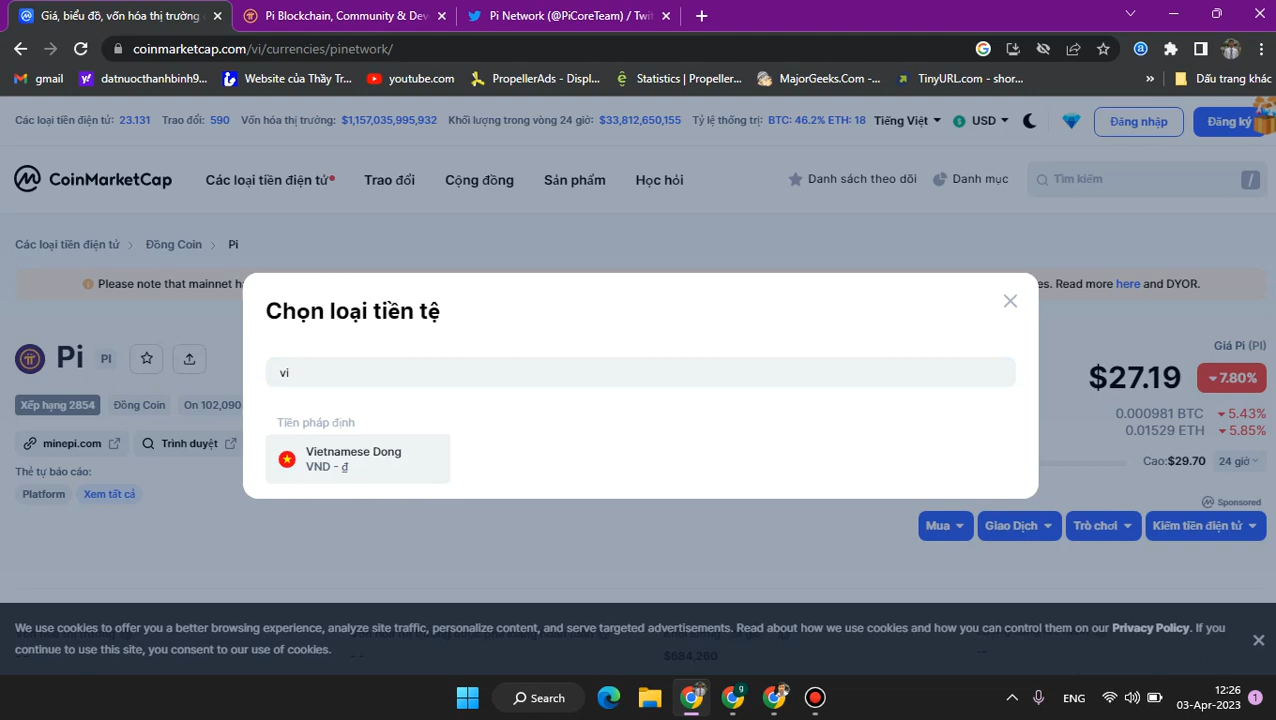 Giá, biểu đồ, vốn hóa thị trường
Pi Blockchain, Community & Dev
Pi Network (@PiCoreTeam) / Twit
coinmarketcap.com/vi/currencies/pinetwork/
gmail
datnuocthanhbinh9...
Website của Thầy Tr...
youtube.com
PropellerAds - Displ...
Statistics | Propeller...
MajorGeeks.Com -...
TinyURL.com - shor...
»
Dấu trang khác
Các loại tiền điện tử: 23.131 Trao đổi: 590 Vốn hóa thị trường: $1,157,035,995,932 Khối lượng trong vòng 24 giờ: $33,812,650,155 Tỷ lệ thống trị: BTC: 46.2% ETH: 18 Tiếng Việt USD Đăng nhập Đăng ký
CoinMarketCap Các loại tiền điện tử Trao đổi Cộng đồng Sản phẩm Học hỏi Danh sách theo dõi Danh mục Tìm kiếm /
Các loại tiền điện tử > Đồng Coin > Pi
Please note that mainnet ha
es. Read more here and DYOR.
Chọn loại tiền tệ
vi
Tiền pháp định
Vietnamese Dong
VND - ₫
Pi PI
Xếp hạng 2854 Đồng Coin On 102,090
minepi.com Trình duyệt
Thẻ tự báo cáo:
Platform Xem tất cả
Giá Pi (PI)
$27.19 7.80%
0.000981 BTC 5.43%
0.01529 ETH 5.85%
Cao:$29.70 24 giờ
Sponsored
Mua Giao Dịch Trò chơi Kiếm tiền điện tử
We use cookies to offer you a better browsing experience, analyze site traffic, personalize content, and serve targeted advertisements. Read about how we use cookies and how you can control them on our Privacy Policy. If you
continue to use this site, you consent to our use of cookies.
$684,260
Search
ENG
12:26
03-Apr-2023
1